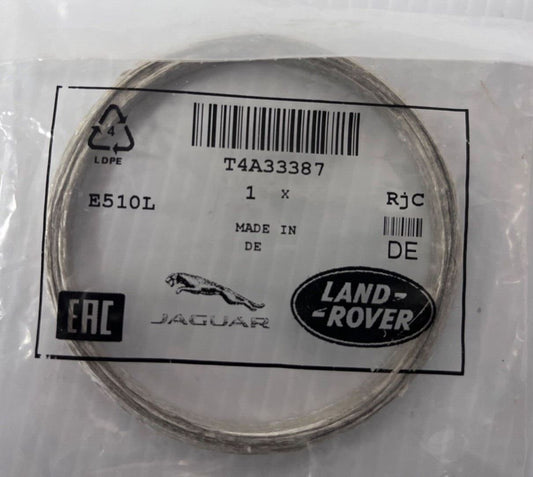 4
LDPE
T4A33387
1 x
E510L
RjC
MADE IN
DE
DE
EAC
JAGUAR
LAND-
-ROVER